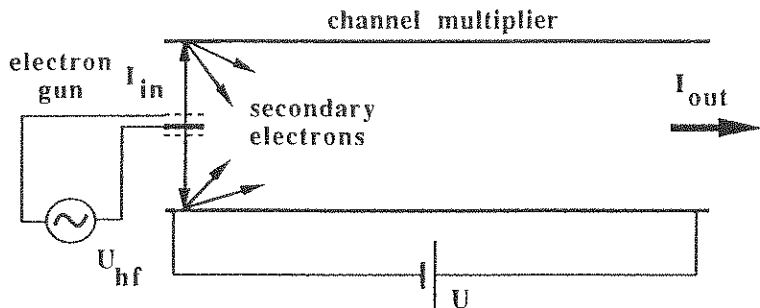 channel multiplier
electron
gun
I in
secondary
electrons
I out
U hf
U